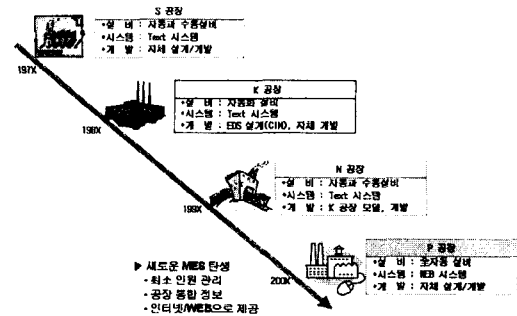 S 공장
•설 비 : 자동과 수동설비
•시스템 : Text 시스템
•개 발 : 자체 설계/개발
197X
K 공장
•설 비 : 자동화 설비
•시스템 : Text 시스템
•개 발 : EDS 설계(CIM), 자체 개발
198X
N 공장
•설 비 : 자동과 수동설비
•시스템 : Text 시스템
•개 발 : K 공장 모델, 개발
199X
P 공장
•설 비 : 全자동 설비
•시스템 : WEB 시스템
•개 발 : 자체 설계/개발
200X
▶ 새로운 MES 탄생
- 최소 인원 관리
- 공장 통합 정보
- 인터넷/WEB으로 제공